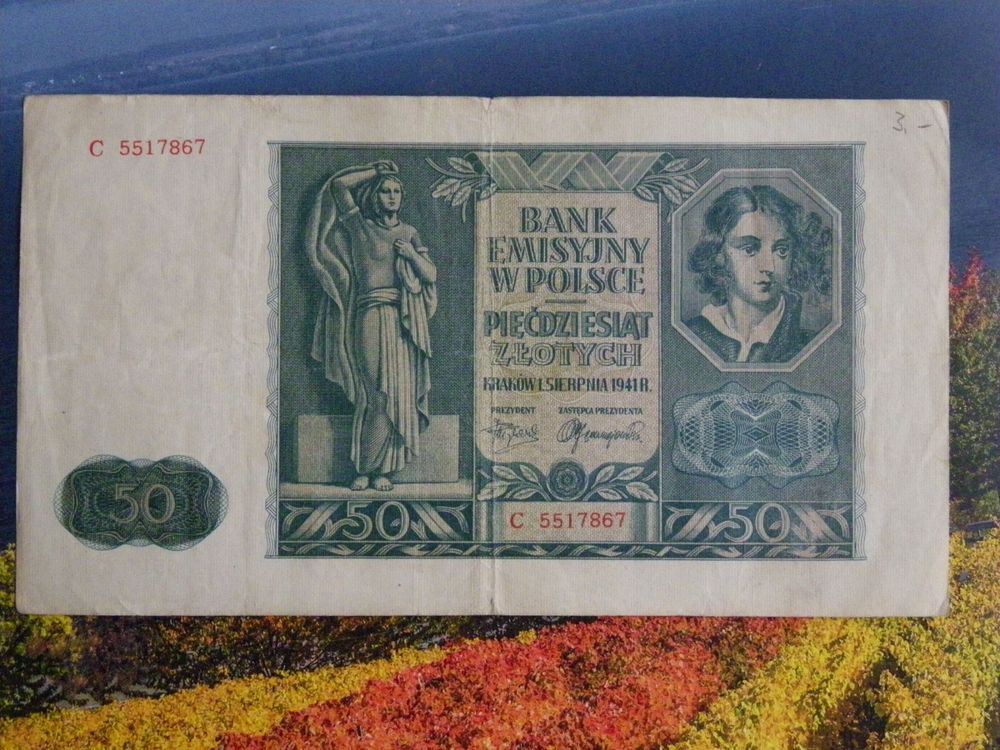 C 5517867
3,-
BANK
EMISYJNY
W POLSCE
PIĘĆDZIESIĄT
ZŁOTYCH
KRAKÓW 1. SIERPNIA 1941 R.
PREZYDENT ZASTĘPCA PREZYDENTA
50
50
C 5517867
50